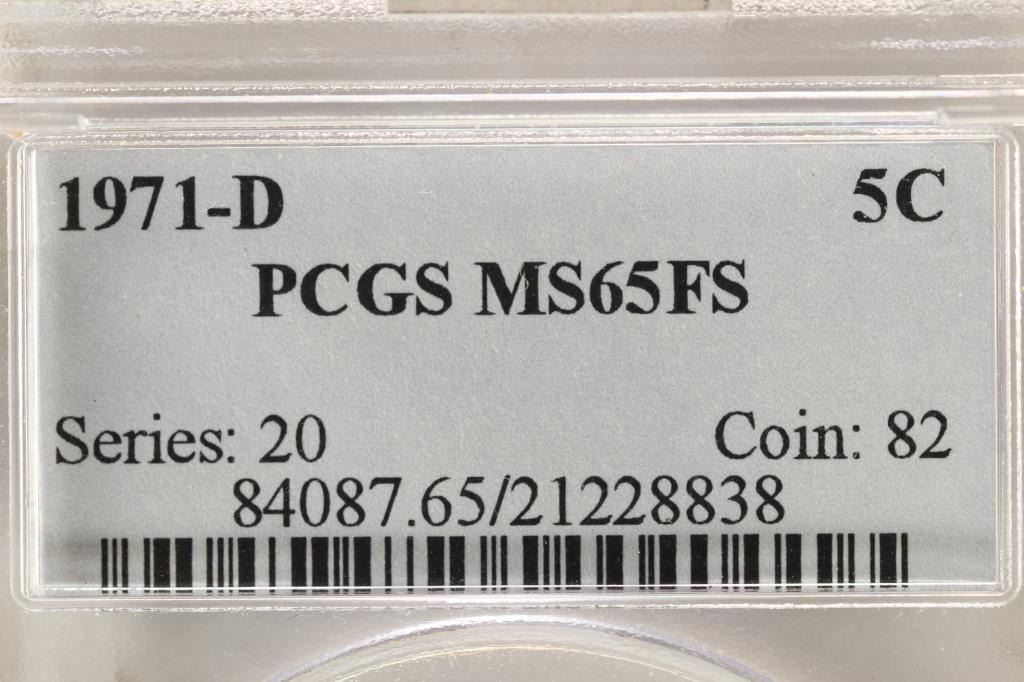 1971-D 5C
PCGS MS65FS
Series: 20 Coin: 82
84087.65/21228838